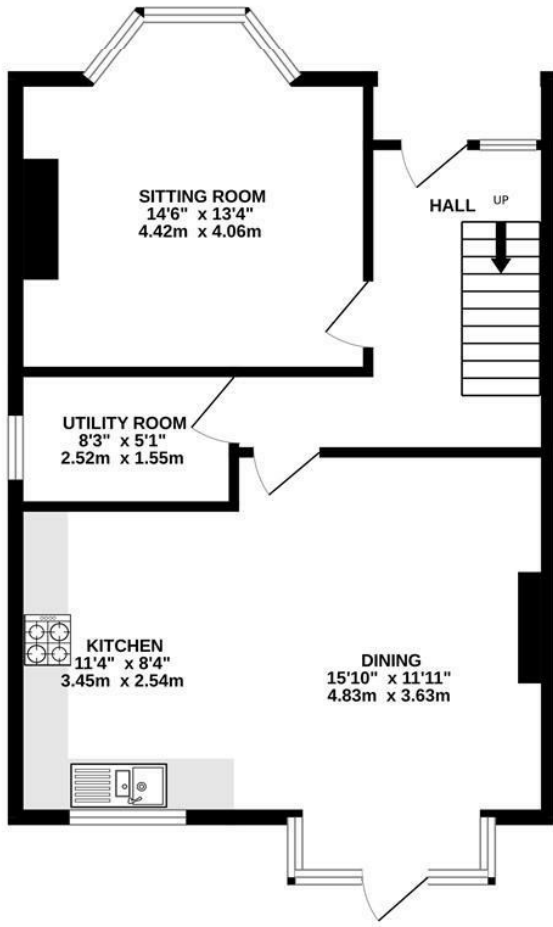 SITTING ROOM
14'6" x 13'4"
4.42m x 4.06m
HALL
UP
UTILITY ROOM
8'3" x 5'1"
2.52m x 1.55m
KITCHEN
11'4" x 8'4"
3.45m x 2.54m
DINING
15'10" x 11'11"
4.83m x 3.63m